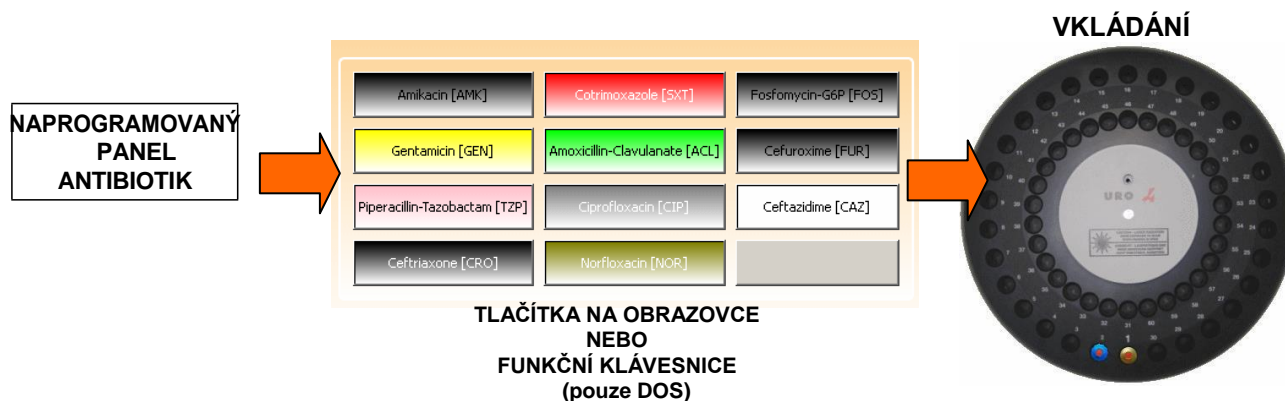 NAPROGRAMOVANÝ
PANEL
ANTIBIOTIK
Amikacin [AMK]
Cotrimoxazole [SXT]
Fosfomycin-G6P [FOS]
Gentamicin [GEN]
Amoxicillin-Clavulanate [ACL]
Cefuroxime [FUR]
Piperacillin-Tazobactam [TZP]
Ciprofloxacin [CIP]
Ceftazidime [CAZ]
Ceftriaxone [CRO]
Norfloxacin [NOR]
TLAČÍTKA NA OBRAZOVCE
NEBO
FUNKČNÍ KLÁVESNICE
(pouze DOS)
VKLÁDÁNÍ
URO 4